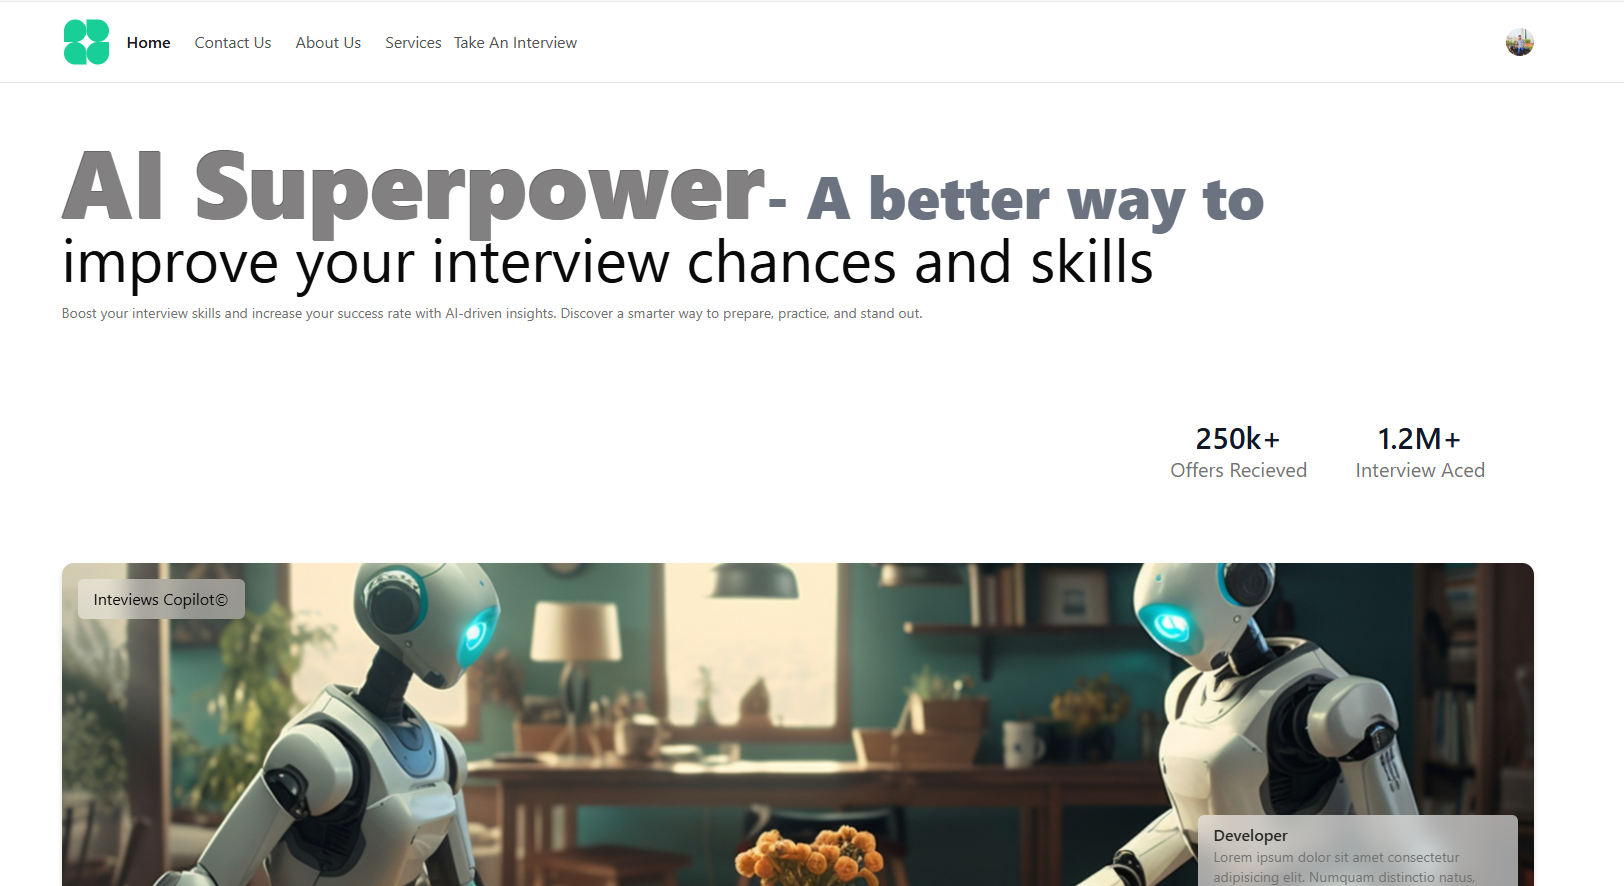 Home Contact Us About Us Services Take An Interview
AI Superpower- A better way to
improve your interview chances and skills
Boost your interview skills and increase your success rate with AI-driven insights. Discover a smarter way to prepare, practice, and stand out.
250k+ 1.2M+
Offers Recieved Interview Aced
Inteviews Copilot©
Developer
Lorem ipsum dolor sit amet consectetur
adipisicing elit. Numquam distinctio natus,